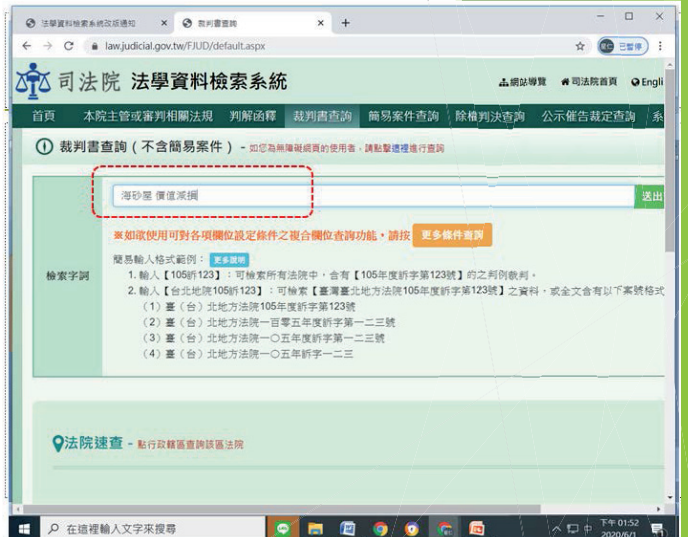 法學資料檢索系統改版通知
裁判書查詢
law.judicial.gov.tw/FJUD/default.aspx
已暫停
司法院 法學資料檢索系統
網站導覽 司法院首頁 Engli
首頁 本院主管或審判相關法規 判解函釋 裁判書查詢 簡易案件查詢 除權判決查詢 公示催告裁定查詢 系
裁判書查詢(不含簡易案件) - 如您為無障礙網頁的使用者,請點擊這裡進行查詢
海砂屋 價值減損
送出
※如欲使用可對各項欄位設定條件之複合欄位查詢功能,請按 更多條件查詢
檢索字詞
簡易輸入格式範例: 更多說明
1. 輸入【105訴123】:可檢索所有法院中,含有【105年度訴字第123號】的之判例裁判。
2. 輸入【台北地院105訴123】:可檢索【臺灣臺北地方法院105年度訴字第123號】之資料,或全文含有以下案號格式
(1)臺(台)北地方法院105年度訴字第123號
(2)臺(台)北地方法院一百零五年度訴字第一二三號
(3)臺(台)北地方法院一○五年度訴字第一二三號
(4)臺(台)北地方法院一○五年訴字一二三
法院速查 - 點行政轄區查詢該區法院
在這裡輸入文字來搜尋
中
下午 01:52
2020/6/1